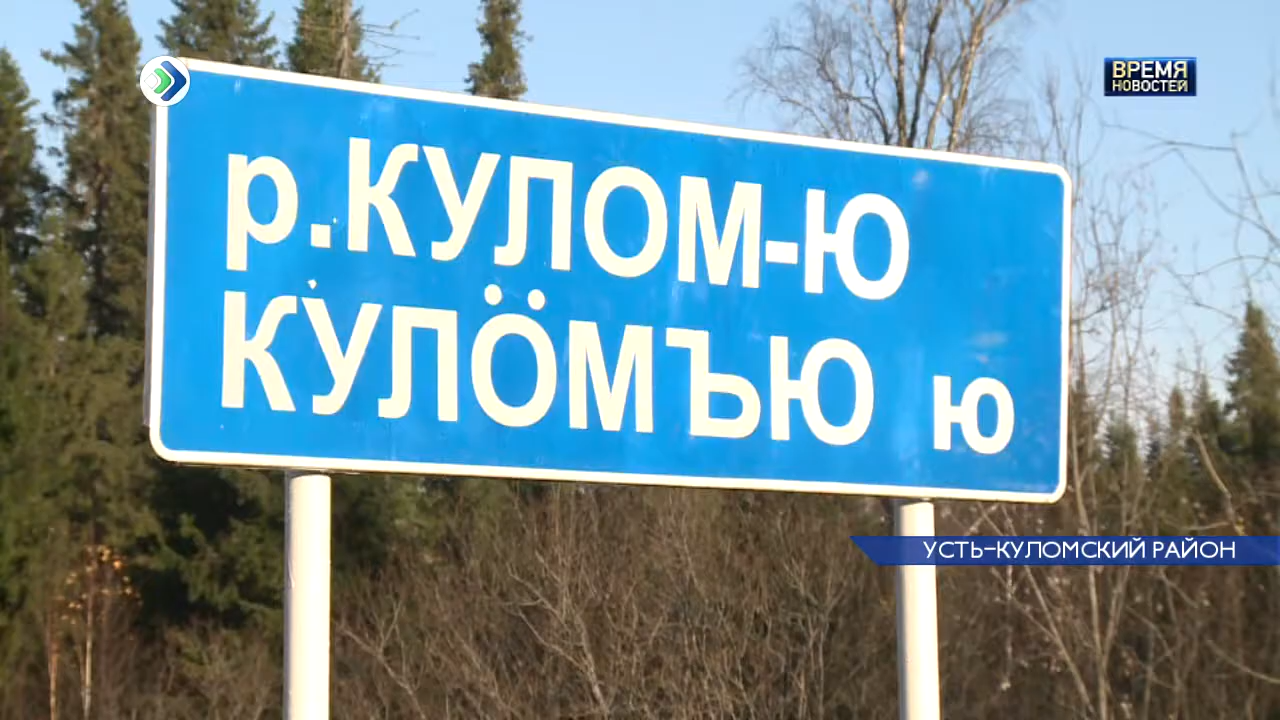 ВРЕМЯ
НОВОСТЕЙ
р.КУЛОМ-Ю
КУЛӦМЪЮ ю
УСТЬ-КУЛОМСКИЙ РАЙОН